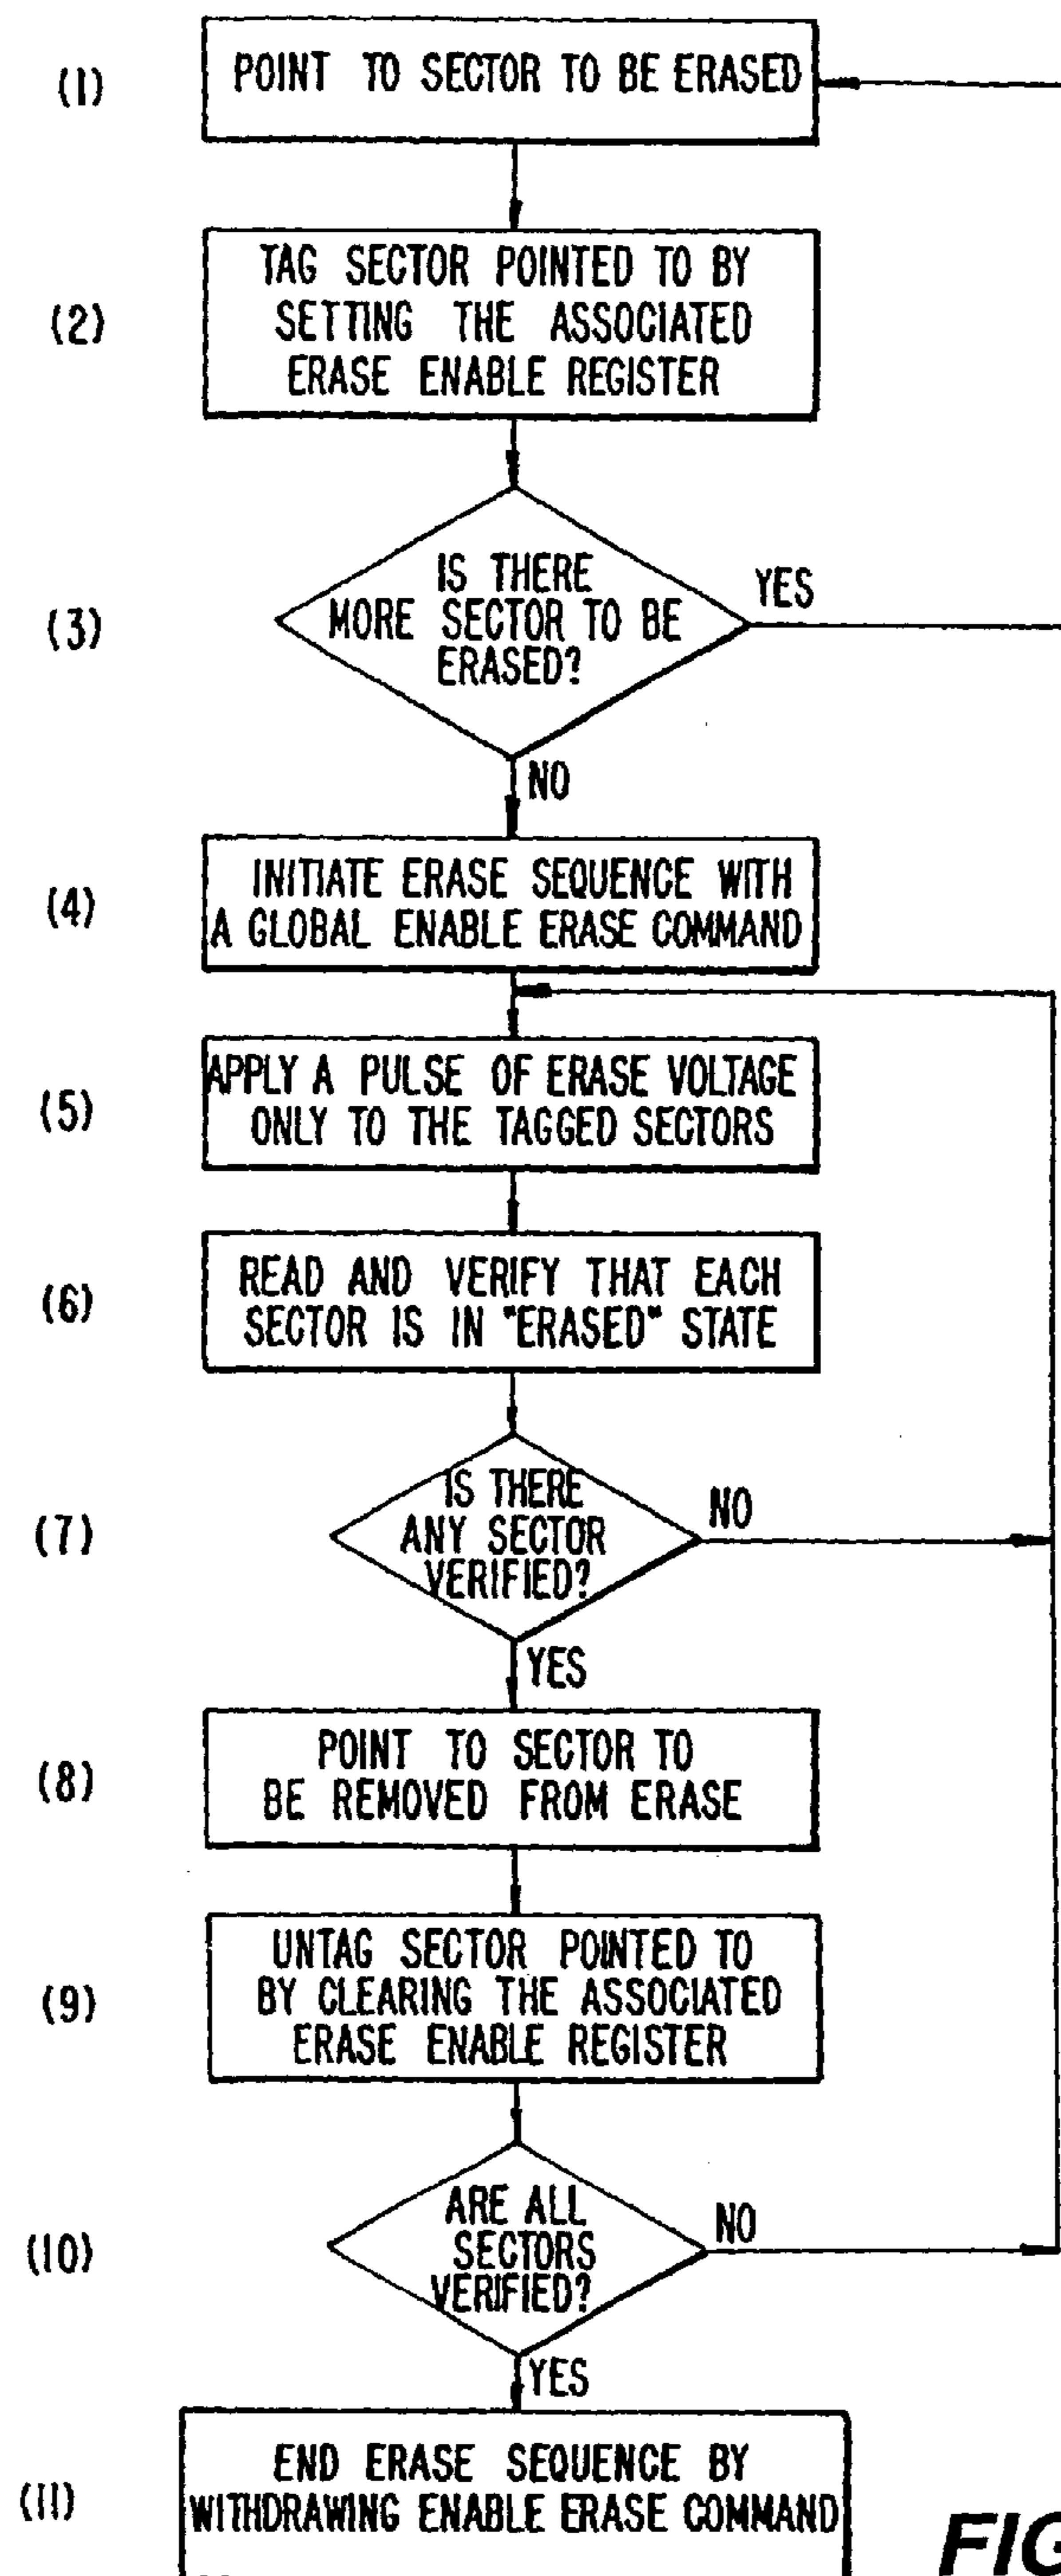 (1)
POINT TO SECTOR TO BE ERASED
(2)
TAG SECTOR POINTED TO BY
SETTING THE ASSOCIATED
ERASE ENABLE REGISTER
(3)
IS THERE
MORE SECTOR TO BE
ERASED?
YES
NO
(4)
INITIATE ERASE SEQUENCE WITH
A GLOBAL ENABLE ERASE COMMAND
(5)
APPLY A PULSE OF ERASE VOLTAGE
ONLY TO THE TAGGED SECTORS
(6)
READ AND VERIFY THAT EACH
SECTOR IS IN "ERASED" STATE
(7)
IS THERE
ANY SECTOR
VERIFIED?
NO
YES
(8)
POINT TO SECTOR TO
BE REMOVED FROM ERASE
(9)
UNTAG SECTOR POINTED TO
BY CLEARING THE ASSOCIATED
ERASE ENABLE REGISTER
(10)
ARE ALL
SECTORS
VERIFIED?
NO
YES
(11)
END ERASE SEQUENCE BY
WITHDRAWING ENABLE ERASE COMMAND
FIG